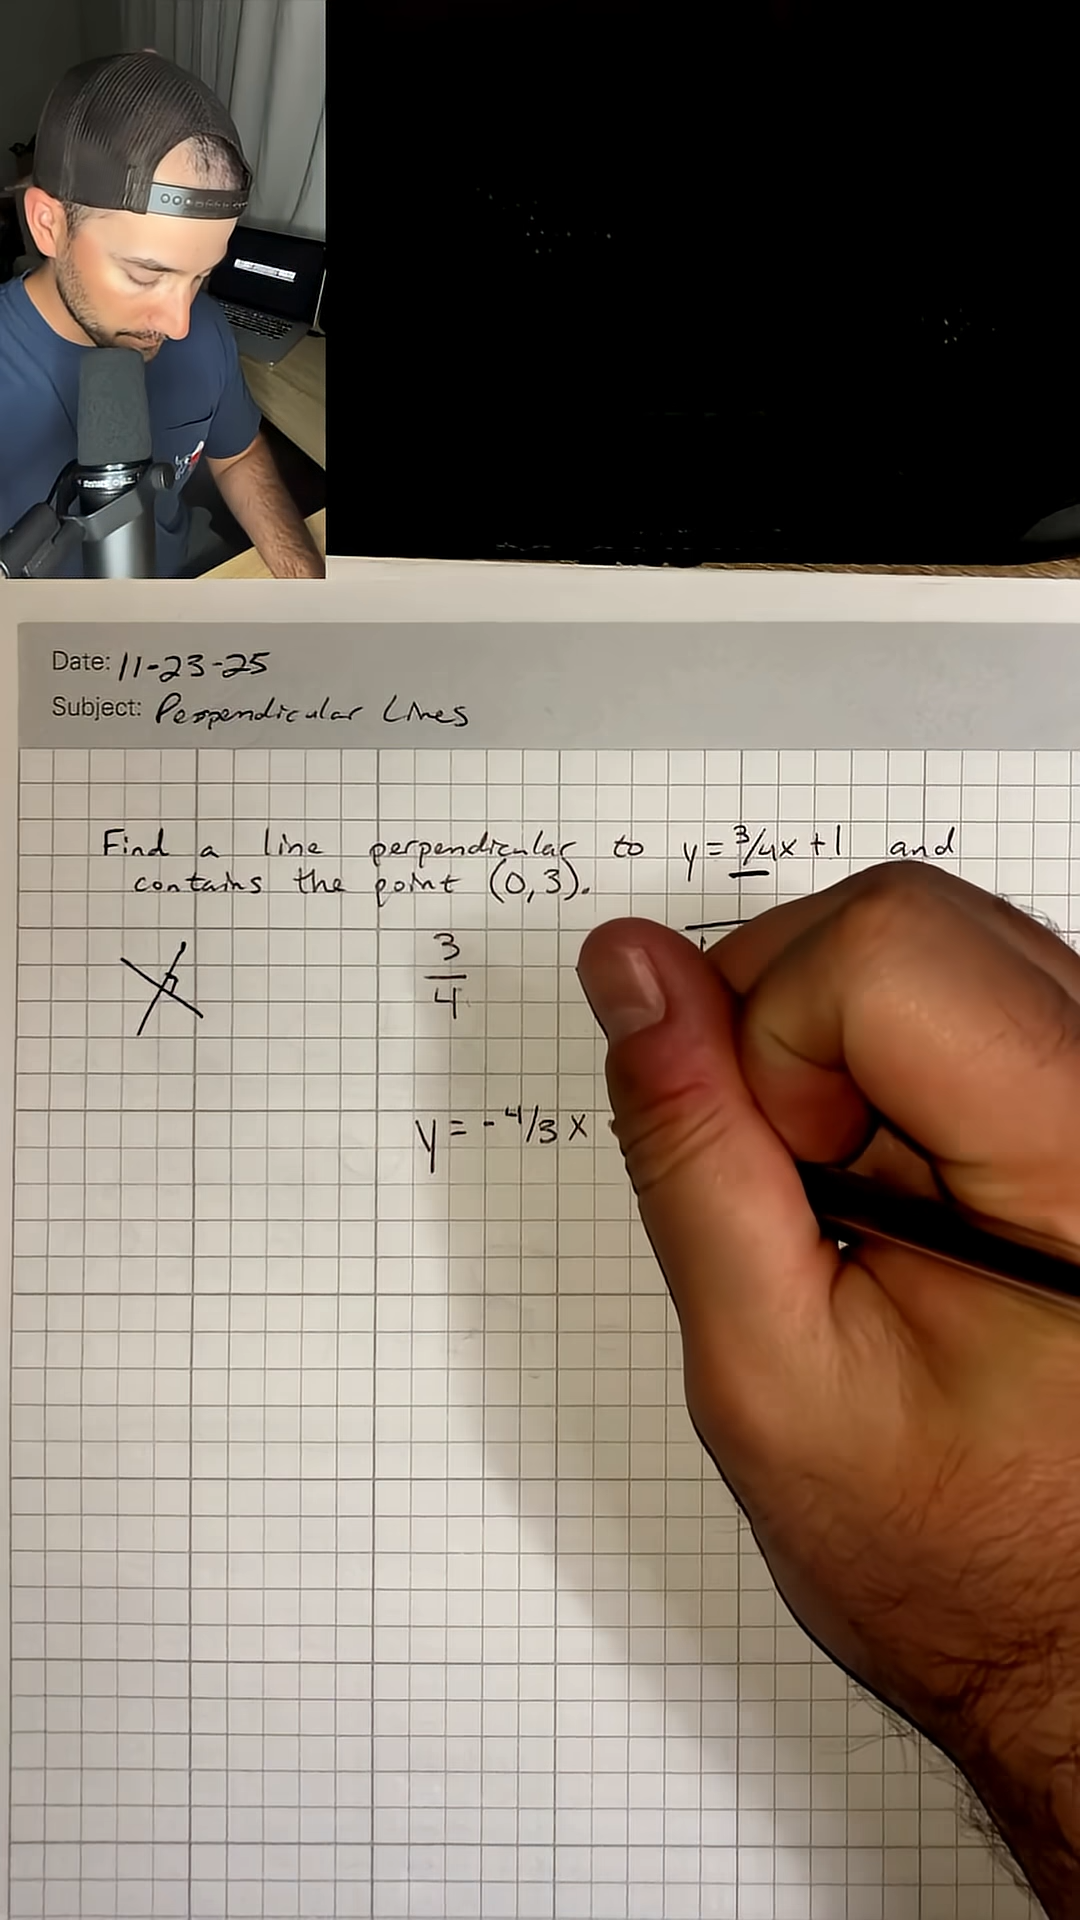 Date: 11-23-25
Subject: Perpendicular Lines
Find a line perpendicular to y = 3/4x + 1 and
contains the point (0,3).
3
4
y = -4/3 x